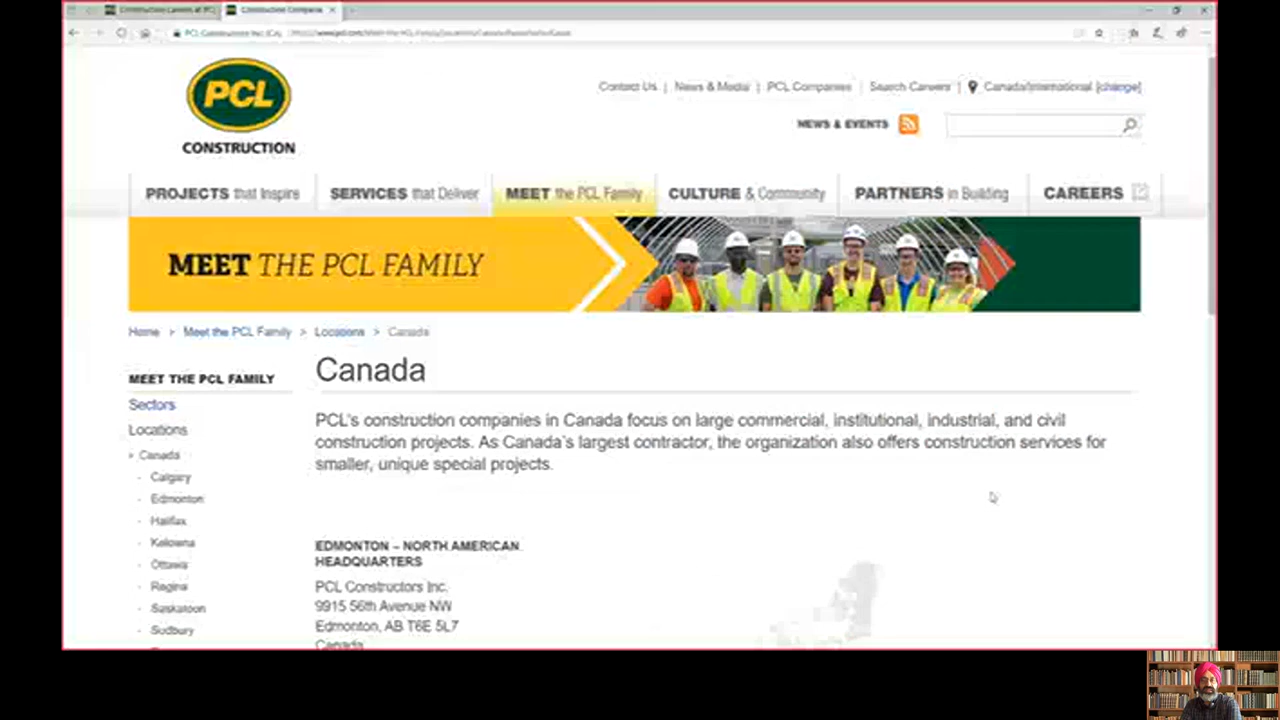 Construction Careers at PCL
PCL
CONSTRUCTION
Contact Us | News & Media | PCL Companies | Search Careers | Canada/International [change]
NEWS & EVENTS
PROJECTS that Inspire
SERVICES that Deliver
MEET the PCL Family
CULTURE & Community
PARTNERS in Building
CAREERS
MEET THE PCL FAMILY
Home > Meet the PCL Family > Locations > Canada
MEET THE PCL FAMILY
Sectors
Locations
Canada
- Calgary
- Edmonton
- Halifax
- Kelowna
- Ottawa
- Regina
- Saskatoon
- Sudbury
Canada
PCL's construction companies in Canada focus on large commercial, institutional, industrial, and civil
construction projects. As Canada's largest contractor, the organization also offers construction services for
smaller, unique special projects.
EDMONTON – NORTH AMERICAN
HEADQUARTERS
PCL Constructors Inc.
9915 56th Avenue NW
Edmonton, AB T6E 5L7
Canada